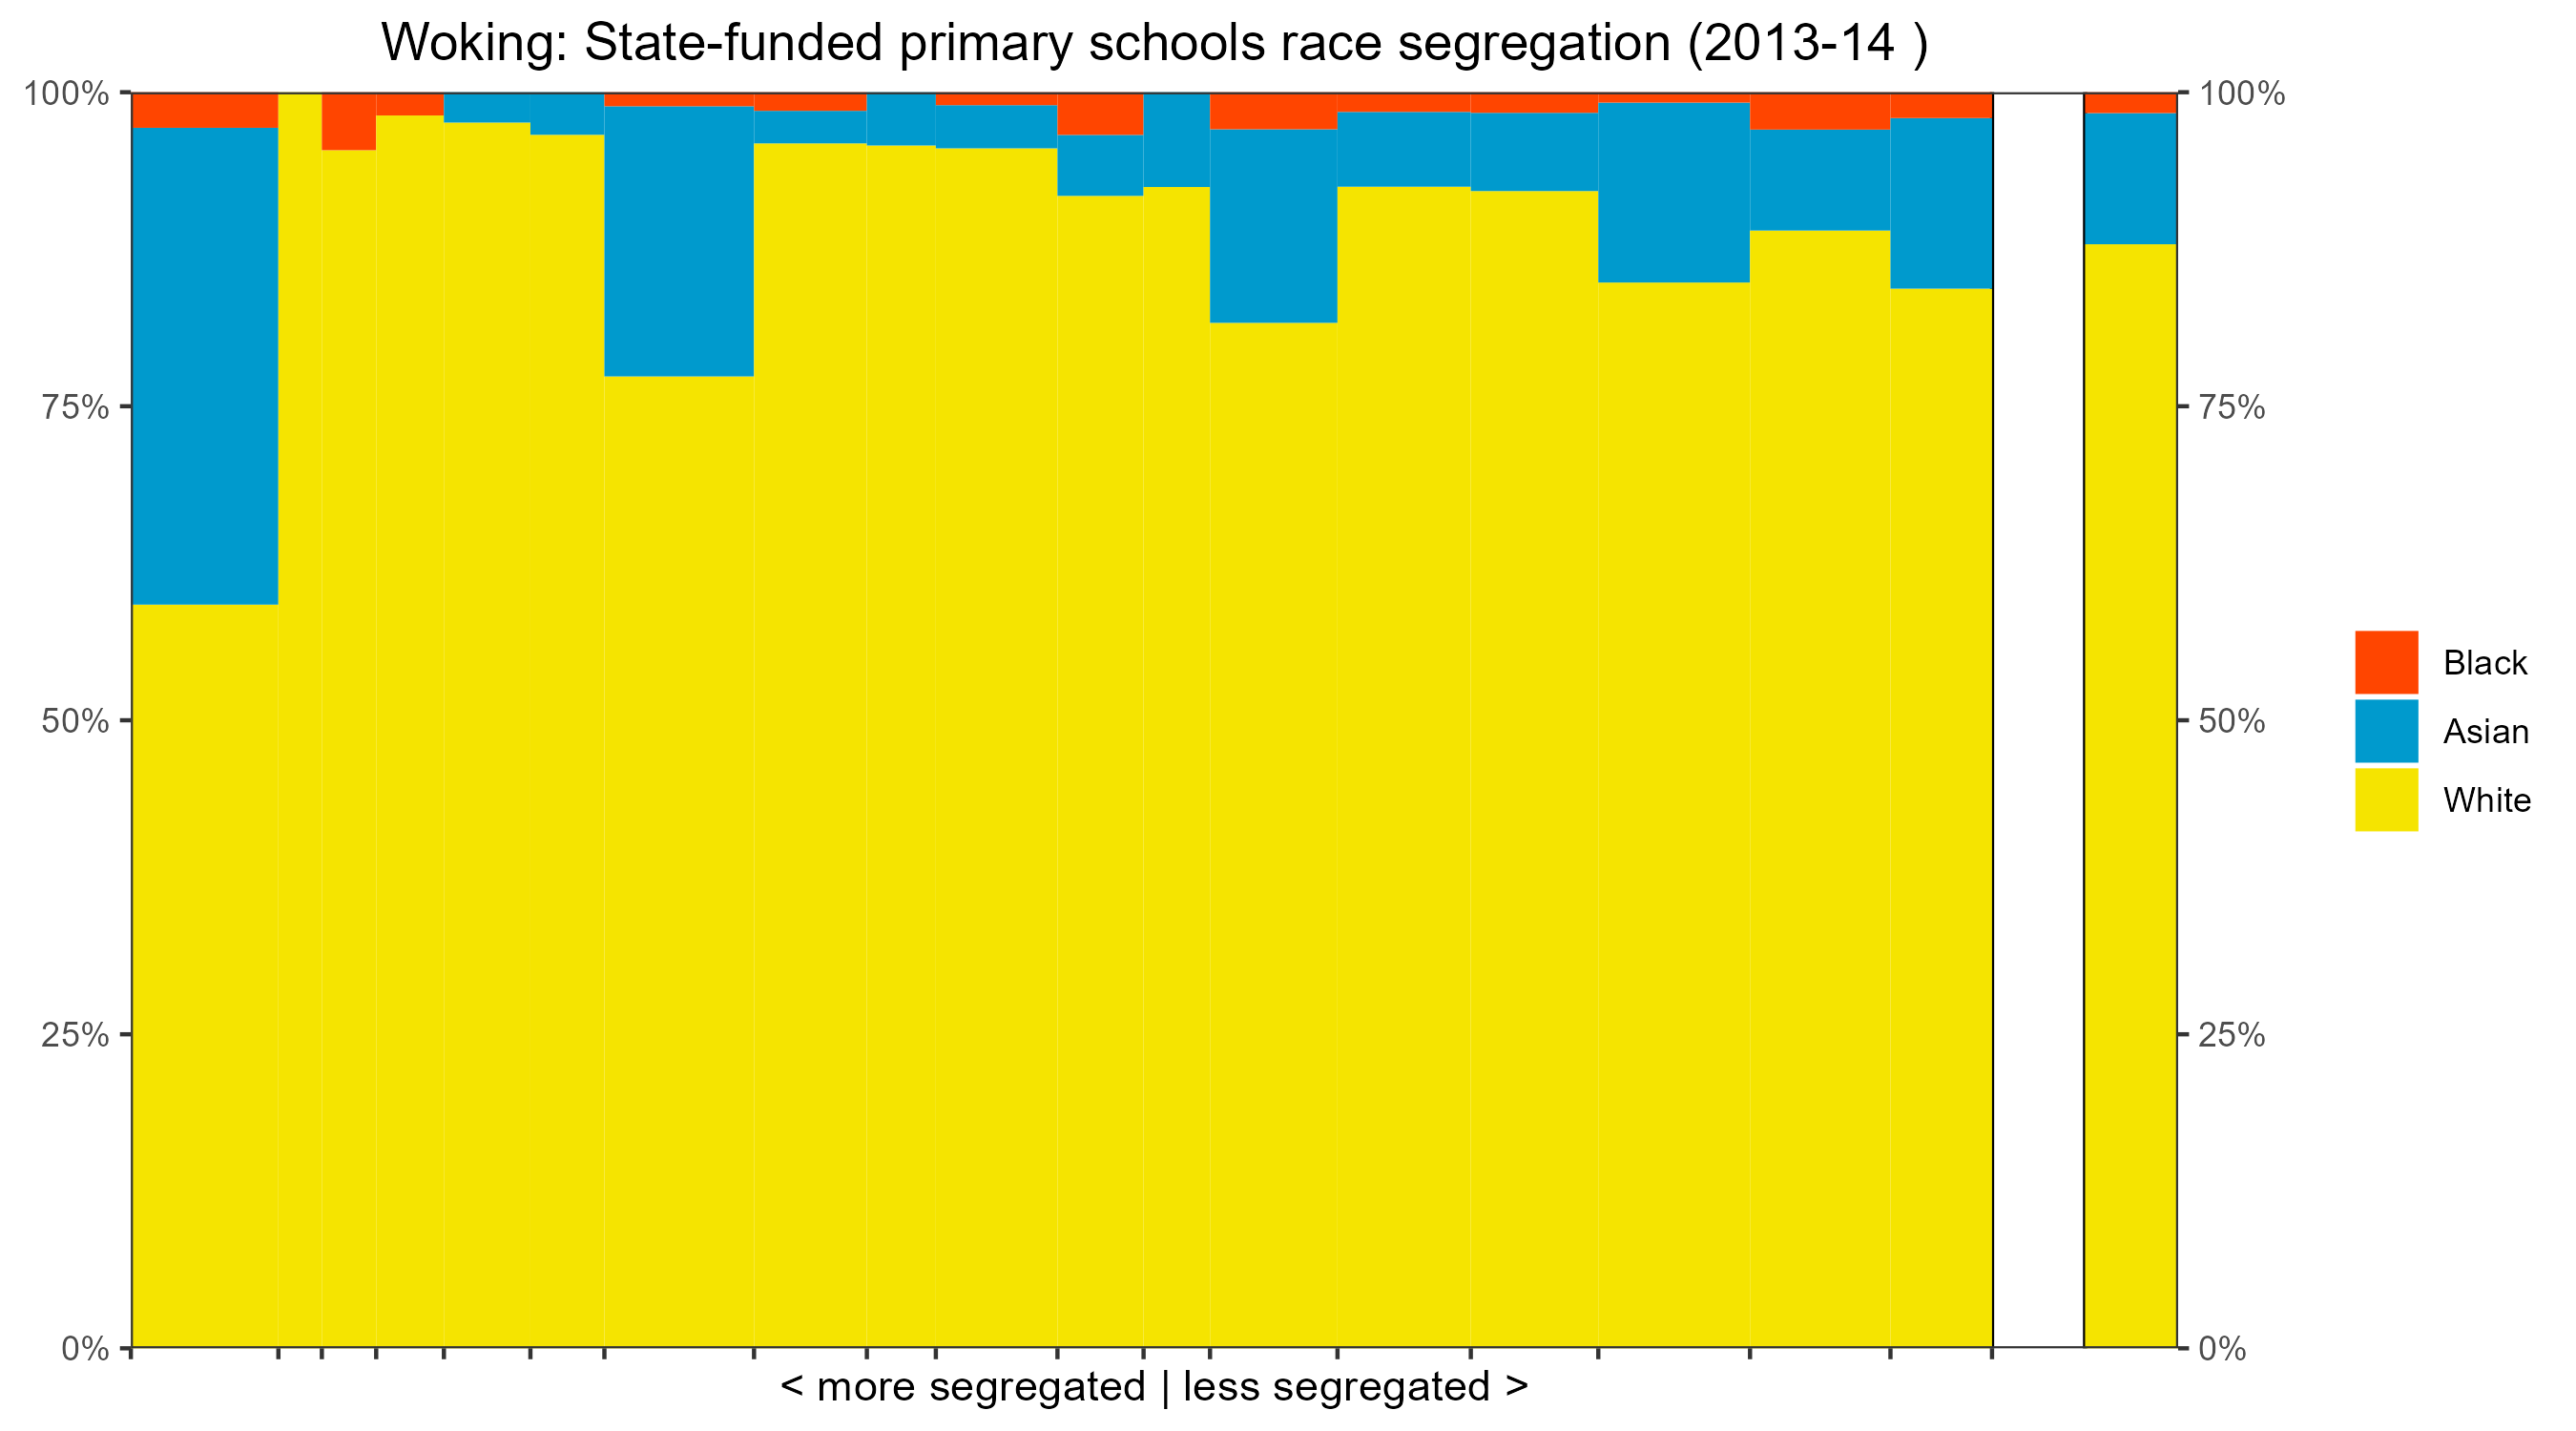 Woking: State-funded primary schools race segregation (2013-14 )
100%
75%
50%
25%
0%
100%
75%
50%
25%
0%
Black
Asian
White
< more segregated | less segregated >